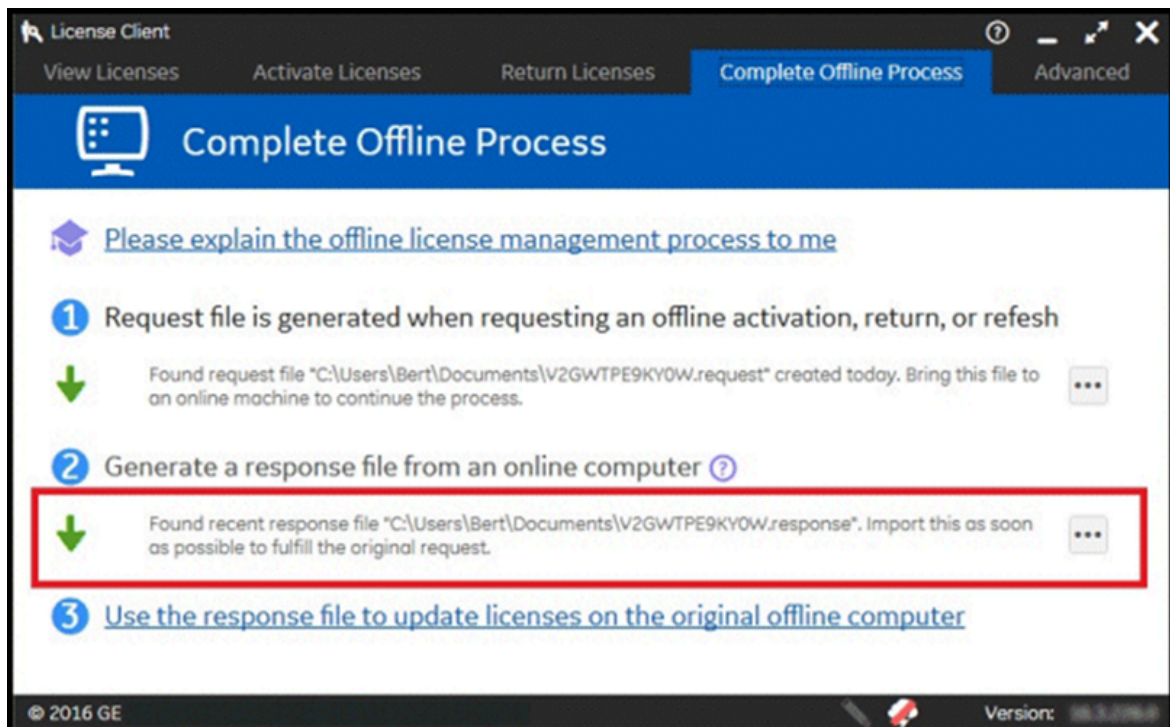 License Client
View Licenses Activate Licenses Return Licenses Complete Offline Process Advanced
Complete Offline Process
Please explain the offline license management process to me
1 Request file is generated when requesting an offline activation, return, or refesh
Found request file "C:\Users\Bert\Documents\V2GWTPE9KY0W.request" created today. Bring this file to
an online machine to continue the process.
2 Generate a response file from an online computer ?
Found recent response file "C:\Users\Bert\Documents\V2GWTPE9KY0W.response". Import this as soon
as possible to fulfill the original request.
3 Use the response file to update licenses on the original offline computer
© 2016 GE Version: